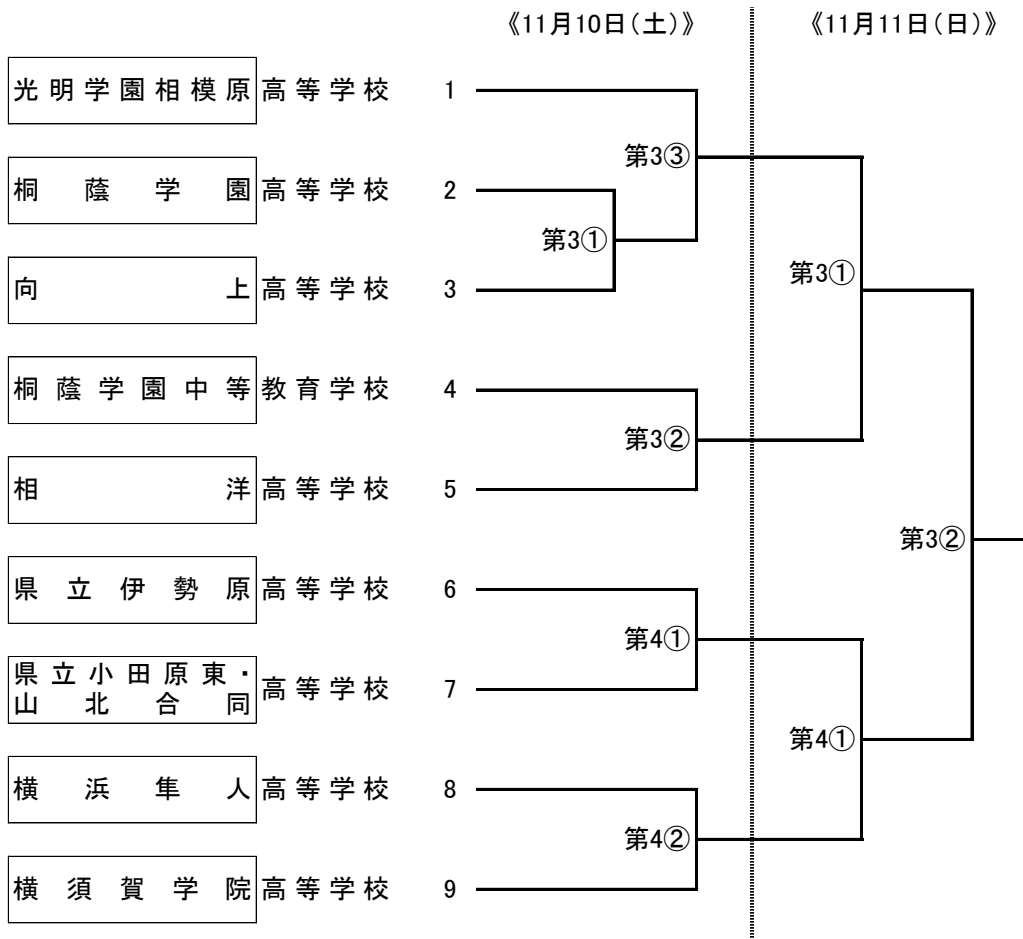 《11月10日(土)》 《11月11日(日)》
光明学園相模原高等学校 1
第3③
桐蔭学園高等学校 2
第3①
第3①
向上高等学校 3
桐蔭学園中等教育学校 4
第3②
相洋高等学校 5
第3②
県立伊勢原高等学校 6
第4①
県立小田原東・
山北合同高等学校 7
第4①
横浜隼人高等学校 8
第4②
横須賀学院高等学校 9